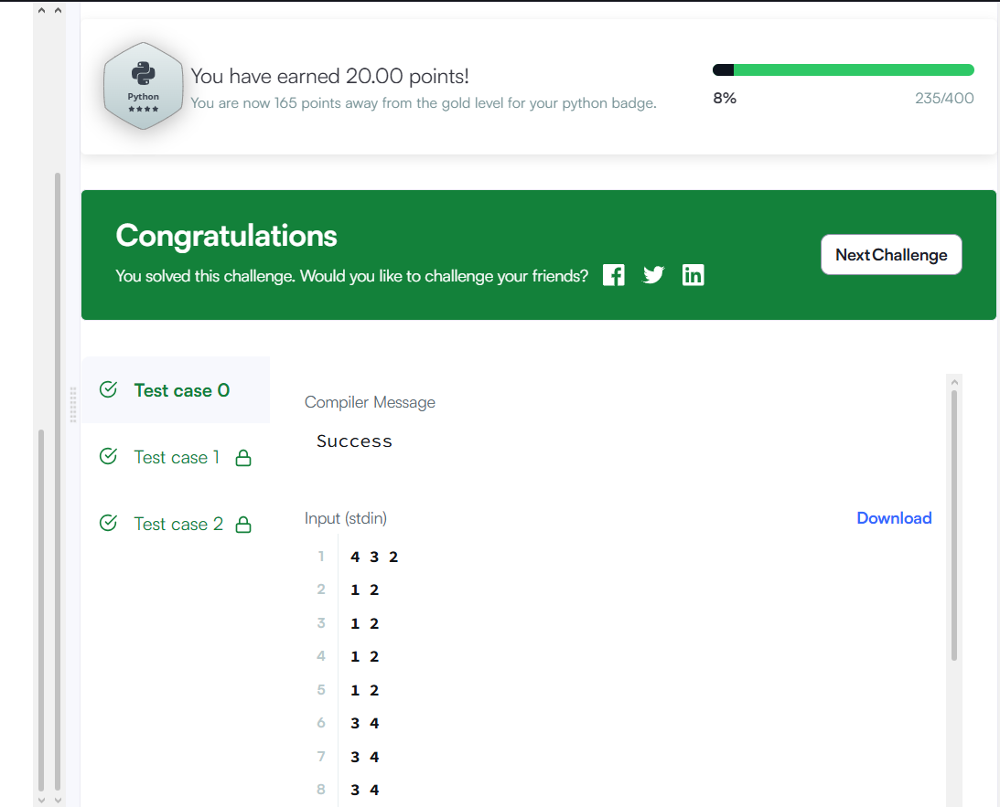 Python
You have earned 20.00 points!
You are now 165 points away from the gold level for your python badge.
8%
235/400
Congratulations
You solved this challenge. Would you like to challenge your friends?
Next Challenge
Test case 0
Test case 1
Test case 2
Compiler Message
Success
Input (stdin)
Download
1 4 3 2
2 1 2
3 1 2
4 1 2
5 1 2
6 3 4
7 3 4
8 3 4